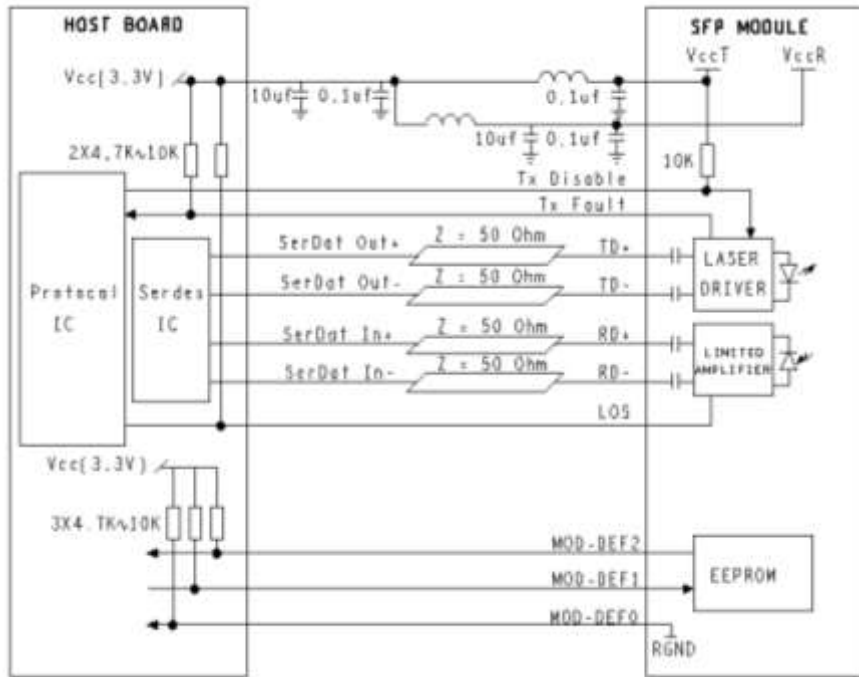 HOST BOARD
SFP MODULE
VccT
VccR
Vcc(3.3V)
10uf
0.1uf
0.1uf
10uf
0.1uf
2X4.7K∿10K
10K
Tx Disable
Tx Fault
Protocal
IC
Serdes
IC
SerDat Out+
Z = 50 Ohm
TD+
SerDat Out-
Z = 50 Ohm
TD-
LASER
DRIVER
SerDat In+
Z = 50 Ohm
RD+
SerDat In-
Z = 50 Ohm
RD-
LIMITED
AMPLIFIER
LOS
Vcc(3.3V)
3X4.7K∿10K
MOD-DEF2
MOD-DEF1
MOD-DEF0
EEPROM
RGND